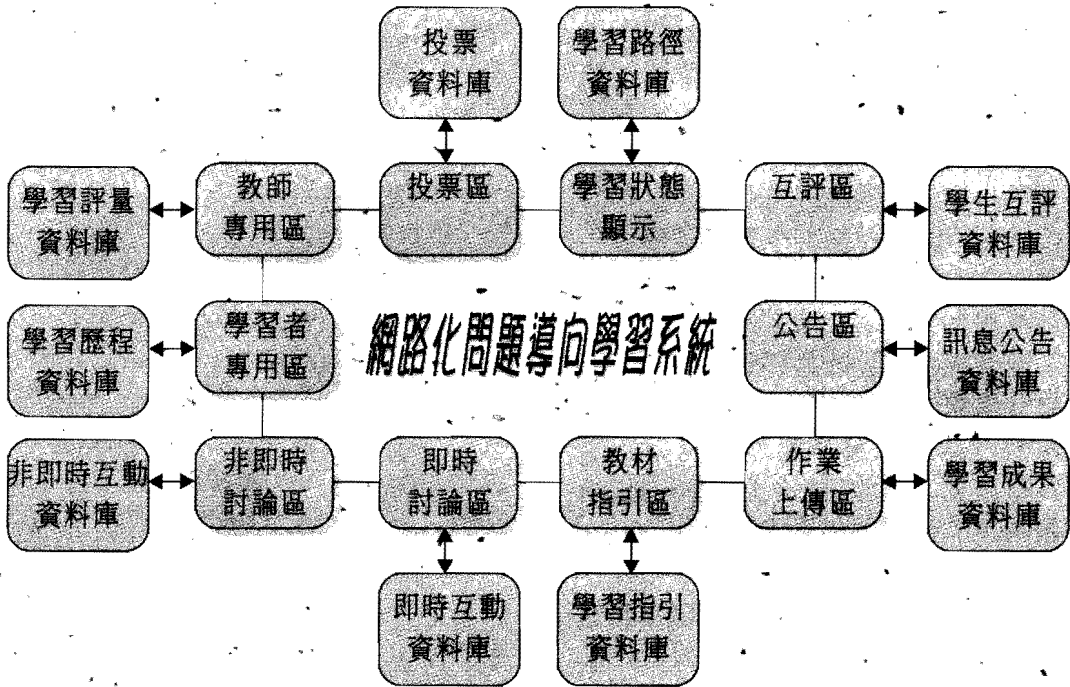 投票
資料庫
學習路徑
資料庫
學習評量
資料庫
教師
專用區
投票區
學習狀態
顯示
互評區
學生互評
資料庫
學習歷程
資料庫
學習者
專用區
網路化問題導向學習系統
公告區
訊息公告
資料庫
非即時互動
資料庫
非即時
討論區
即時
討論區
教材
指引區
作業
上傳區
學習成果
資料庫
即時互動
資料庫
學習指引
資料庫